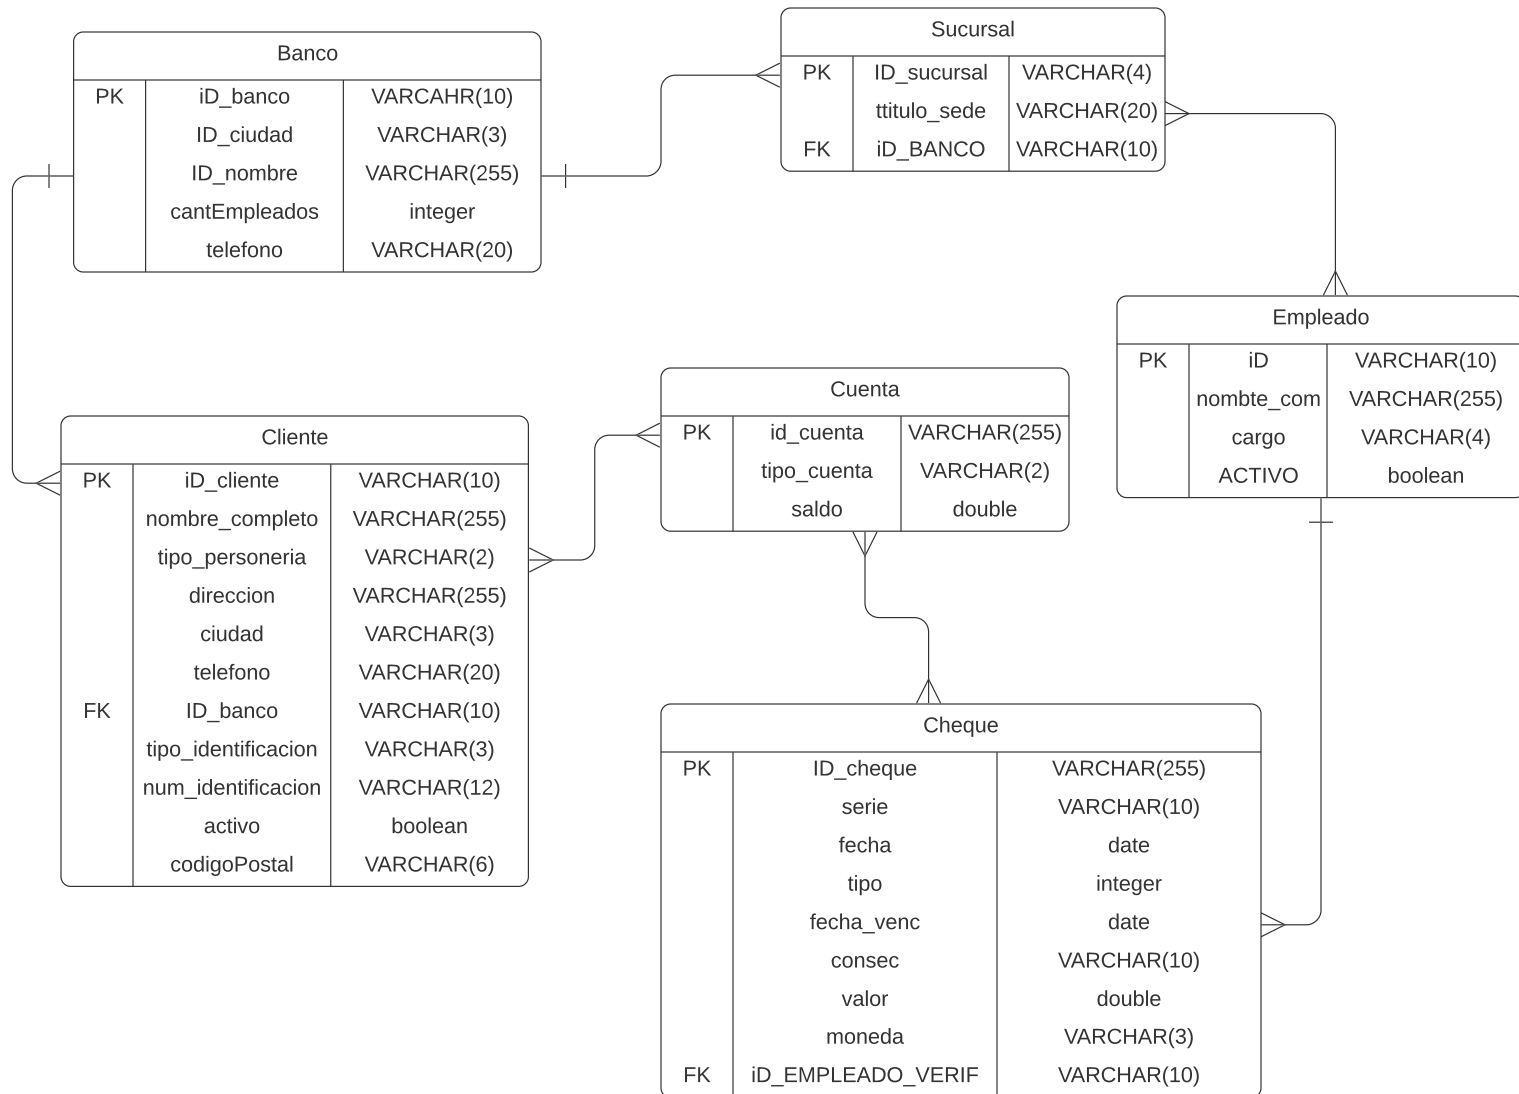 Banco
PK iD_banco VARCAHR(10)
ID_ciudad VARCHAR(3)
ID_nombre VARCHAR(255)
cantEmpleados integer
telefono VARCHAR(20)
Sucursal
PK ID_sucursal VARCHAR(4)
ttitulo_sede VARCHAR(20)
FK iD_BANCO VARCHAR(10)
Empleado
PK iD VARCHAR(10)
nombte_com VARCHAR(255)
cargo VARCHAR(4)
ACTIVO boolean
Cuenta
PK id_cuenta VARCHAR(255)
tipo_cuenta VARCHAR(2)
saldo double
Cliente
PK iD_cliente VARCHAR(10)
nombre_completo VARCHAR(255)
tipo_personeria VARCHAR(2)
direccion VARCHAR(255)
ciudad VARCHAR(3)
telefono VARCHAR(20)
FK ID_banco VARCHAR(10)
tipo_identificacion VARCHAR(3)
num_identificacion VARCHAR(12)
activo boolean
codigoPostal VARCHAR(6)
Cheque
PK ID_cheque VARCHAR(255)
serie VARCHAR(10)
fecha date
tipo integer
fecha_venc date
consec VARCHAR(10)
valor double
moneda VARCHAR(3)
FK iD_EMPLEADO_VERIF VARCHAR(10)